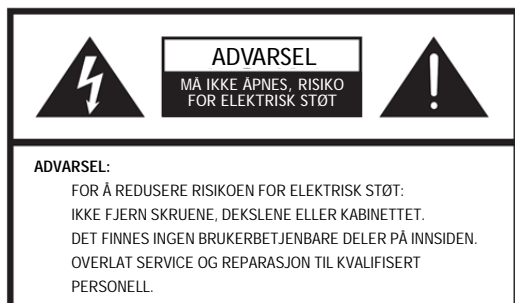 ADVARSEL
MÅ IKKE ÅPNES, RISIKO
FOR ELEKTRISK STØT
ADVARSEL:
FOR Å REDUSERE RISIKOEN FOR ELEKTRISK STØT:
IKKE FJERN SKRUENE, DEKSLENE ELLER KABINETTET.
DET FINNES INGEN BRUKERBETJENBARE DELER PÅ INNSIDEN.
OVERLAT SERVICE OG REPARASJON TIL KVALIFISERT
PERSONELL.